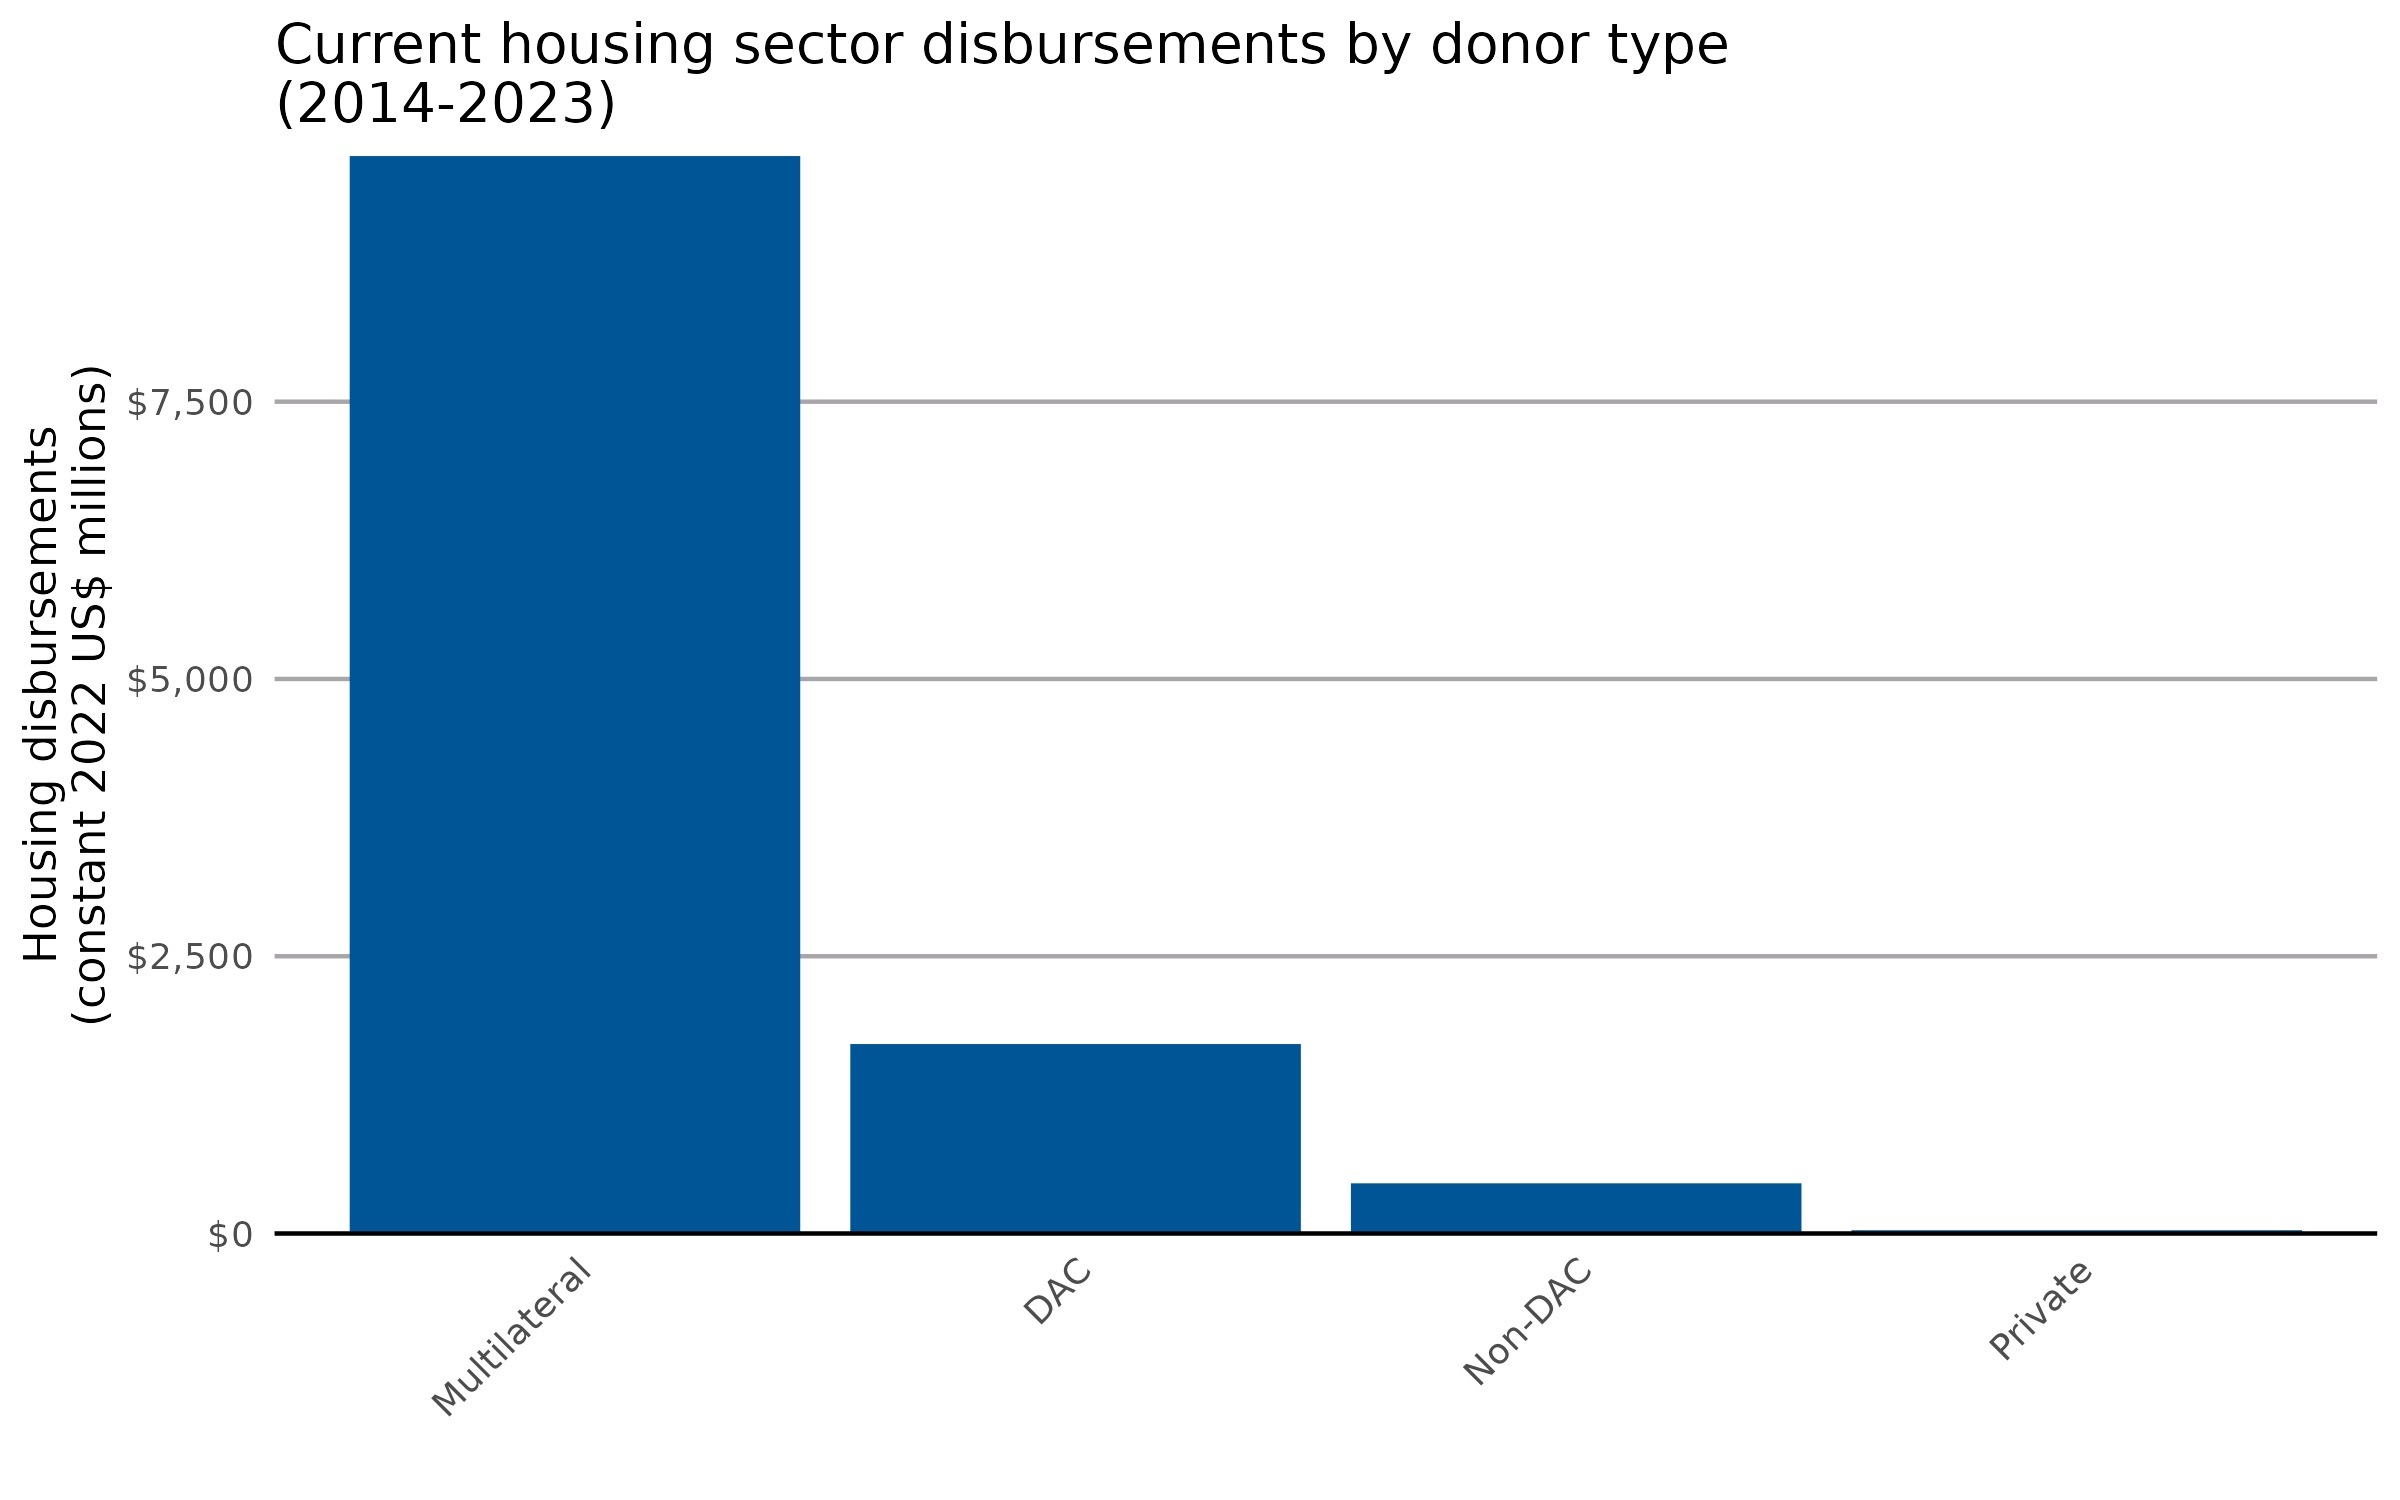 Current housing sector disbursements by donor type
(2014-2023)
Housing disbursements
(constant 2022 US$ millions)
$7,500
$5,000
$2,500
$0
Multilateral
DAC
Non-DAC
Private